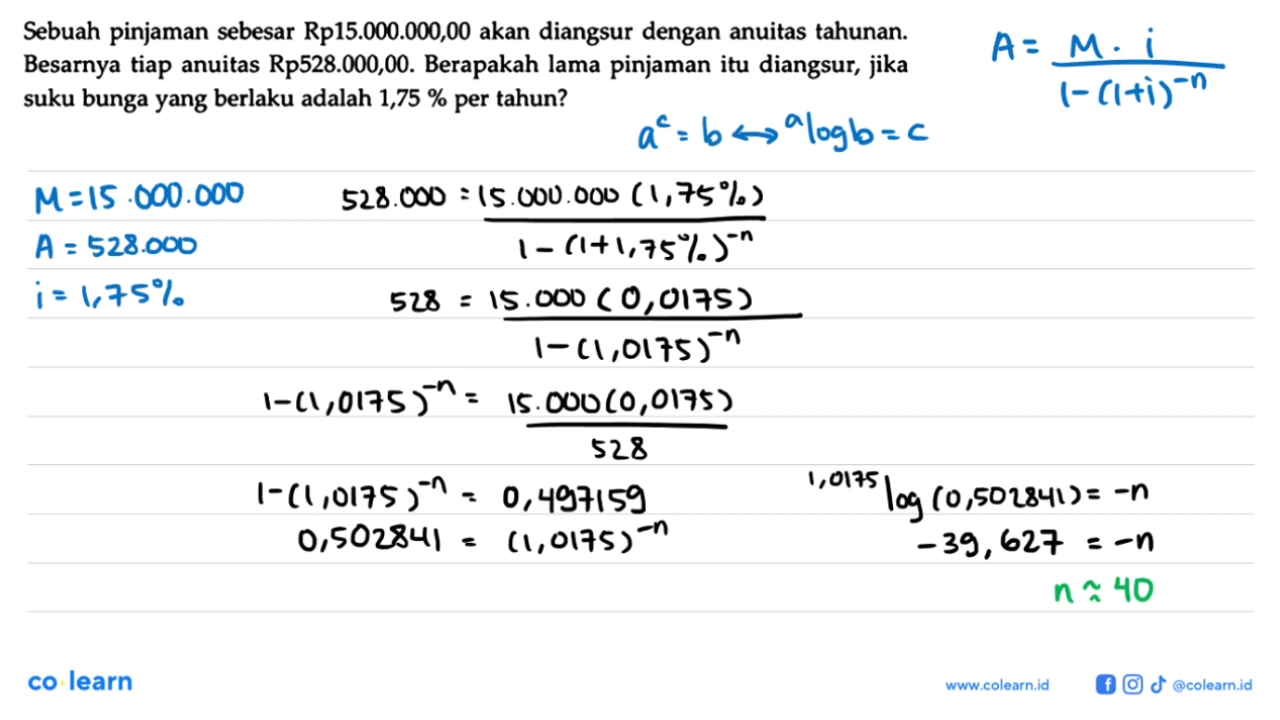 Sebuah pinjaman sebesar Rp15.000.000,00 akan diangsur dengan anuitas tahunan.
Besarnya tiap anuitas Rp528.000,00. Berapakah lama pinjaman itu diangsur, jika
suku bunga yang berlaku adalah 1,75 % per tahun?
A = M . i / 1 - (1+i)⁻ⁿ
aᶜ = b ↔ ᵃlog b = c
M = 15.000.000
A = 528.000
i = 1,75%
528.000 = 15.000.000 (1,75%) / 1 - (1+1,75%)⁻ⁿ
528 = 15.000 (0,0175) / 1 - (1,0175)⁻ⁿ
1 - (1,0175)⁻ⁿ = 15.000 (0,0175) / 528
1 - (1,0175)⁻ⁿ = 0,497159
0,502841 = (1,0175)⁻ⁿ
¹,⁰¹⁷⁵log (0,502841) = -n
-39,627 = -n
n ≈ 40
co learn
www.colearn.id
@colearn.id